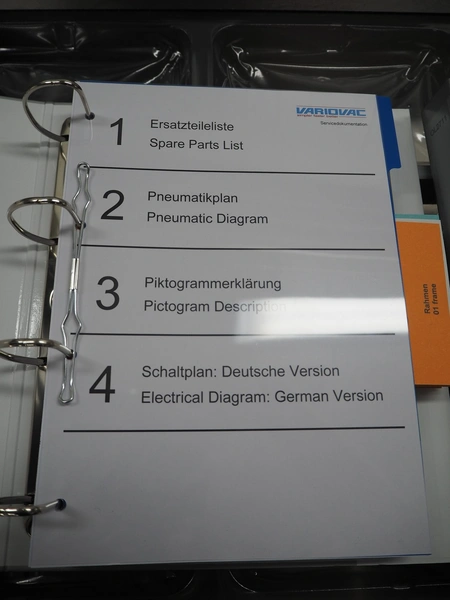 VARIOVAC
Servicedokumentation
1
Ersatzteileliste
Spare Parts List
2
Pneumatikplan
Pneumatic Diagram
3
Piktogrammerklärung
Pictogram Description
4
Schaltplan: Deutsche Version
Electrical Diagram: German Version
Rahmen
01 frame